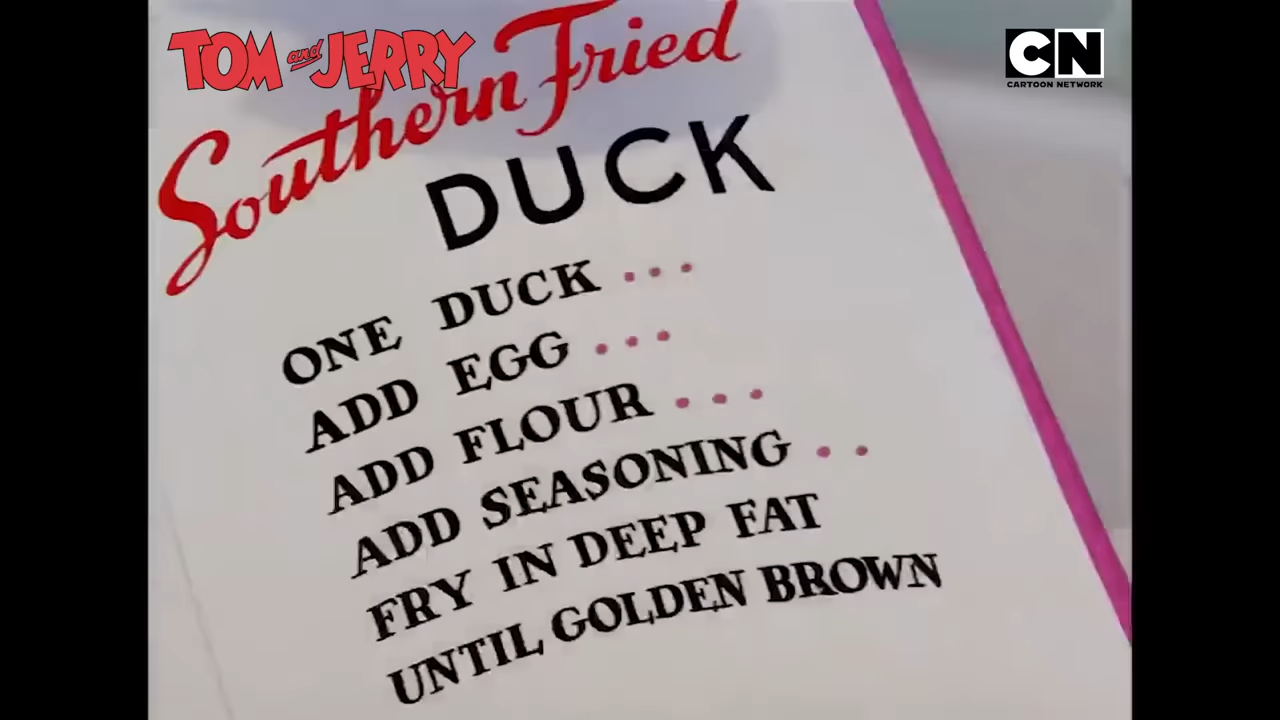 TOM and JERRY
CN
CARTOON NETWORK
Southern Fried
DUCK
ONE DUCK...
ADD EGG...
ADD FLOUR...
ADD SEASONING..
FRY IN DEEP FAT
UNTIL GOLDEN BROWN